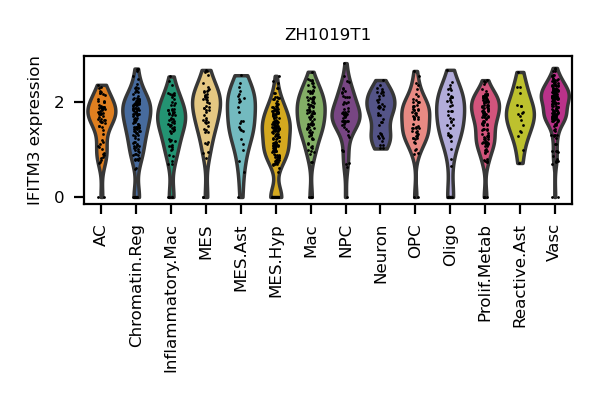 ZH1019T1
IFITM3 expression
2
0
AC
Chromatin.Reg
Inflammatory.Mac
MES
MES.Ast
MES.Hyp
Mac
NPC
Neuron
OPC
Oligo
Prolif.Metab
Reactive.Ast
Vasc